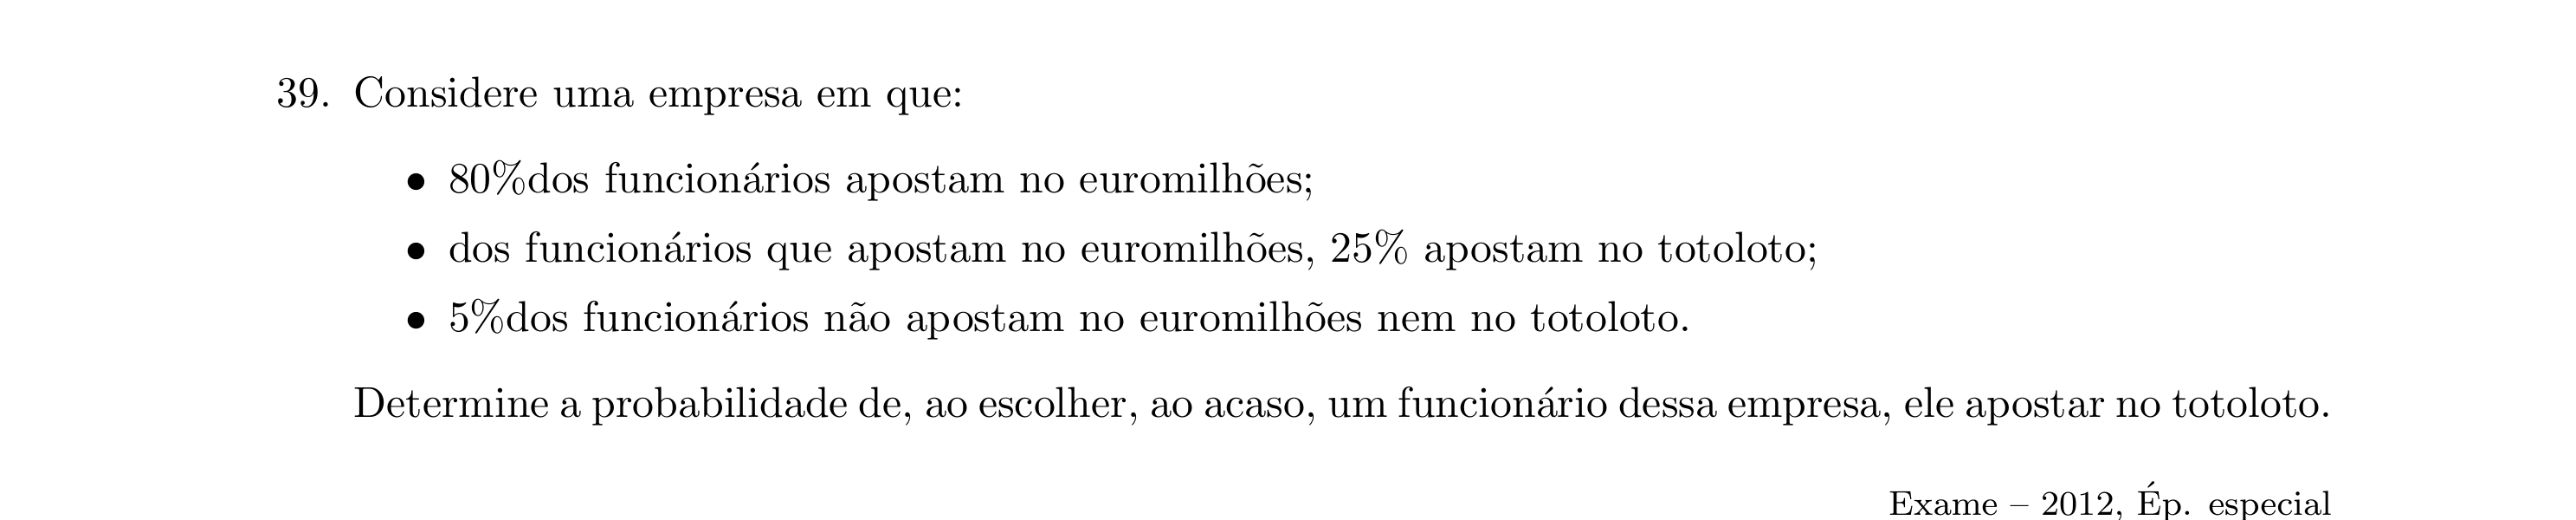 39. Considere uma empresa em que:
• 80%dos funcionários apostam no euromilhões;
• dos funcionários que apostam no euromilhões, 25% apostam no totoloto;
• 5%dos funcionários não apostam no euromilhões nem no totoloto.
Determine a probabilidade de, ao escolher, ao acaso, um funcionário dessa empresa, ele apostar no totoloto.
Exame – 2012, Ép. especial